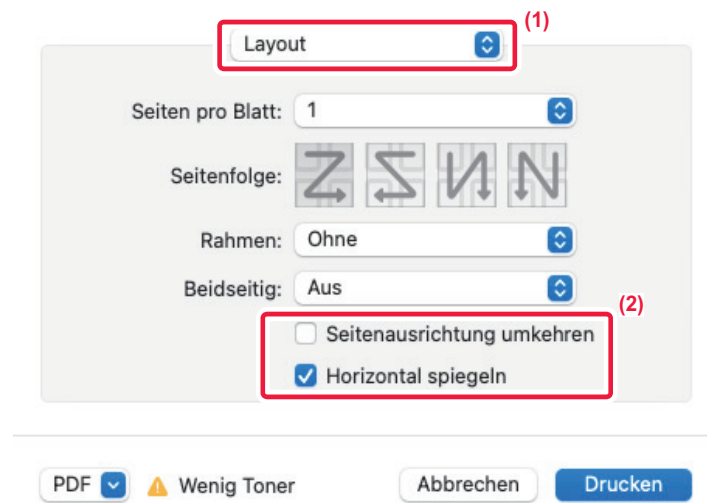 (1)
Layout
Seiten pro Blatt: 1
Seitenfolge:
Rahmen: Ohne
Beidseitig: Aus
(2)
Seitenausrichtung umkehren
Horizontal spiegeln
PDF Wenig Toner Abbrechen Drucken